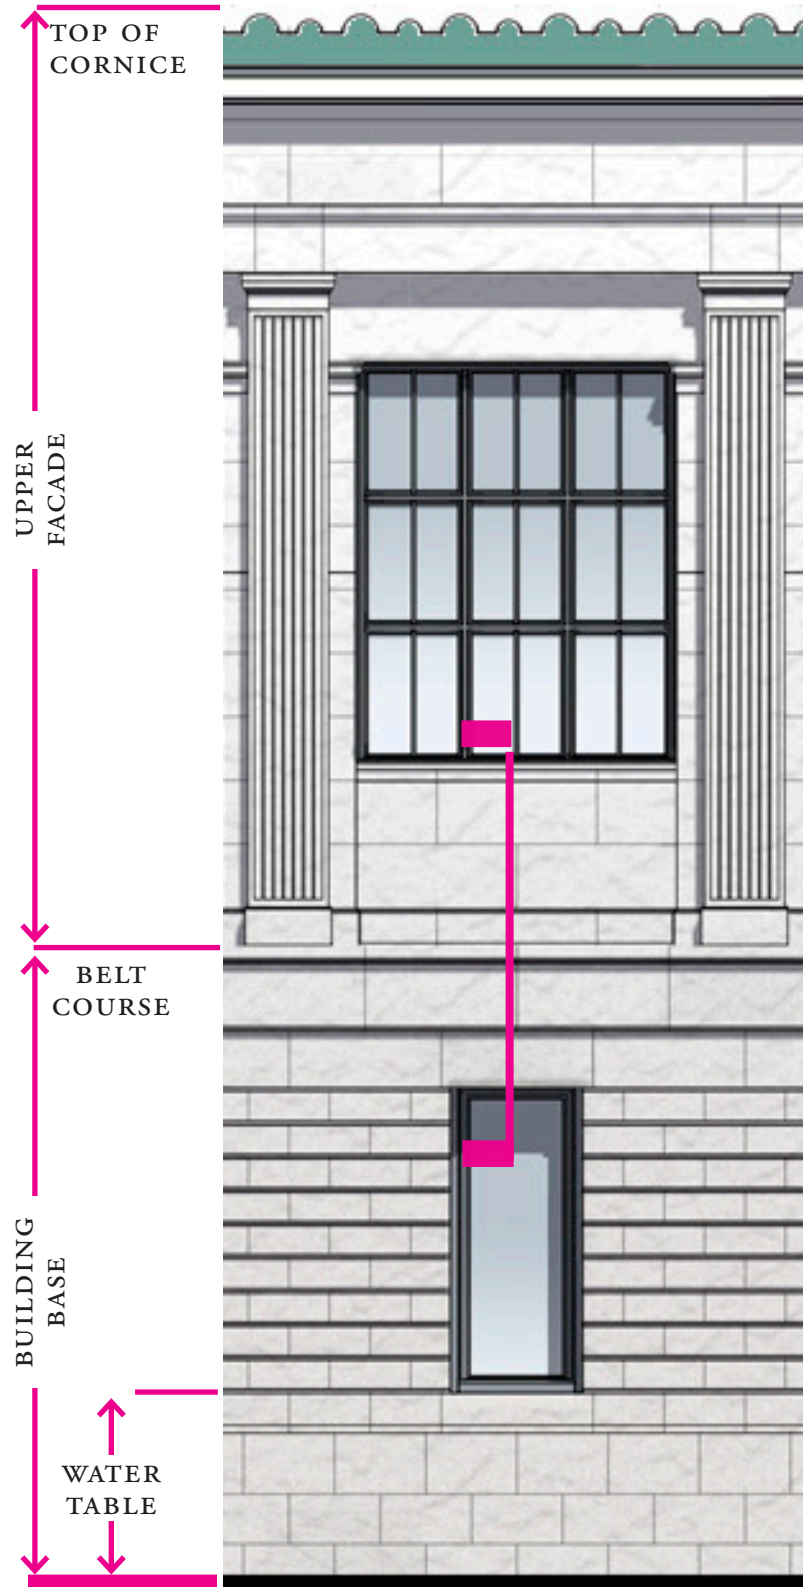 TOP OF
CORNICE
UPPER
FACADE
BELT
COURSE
BUILDING
BASE
WATER
TABLE